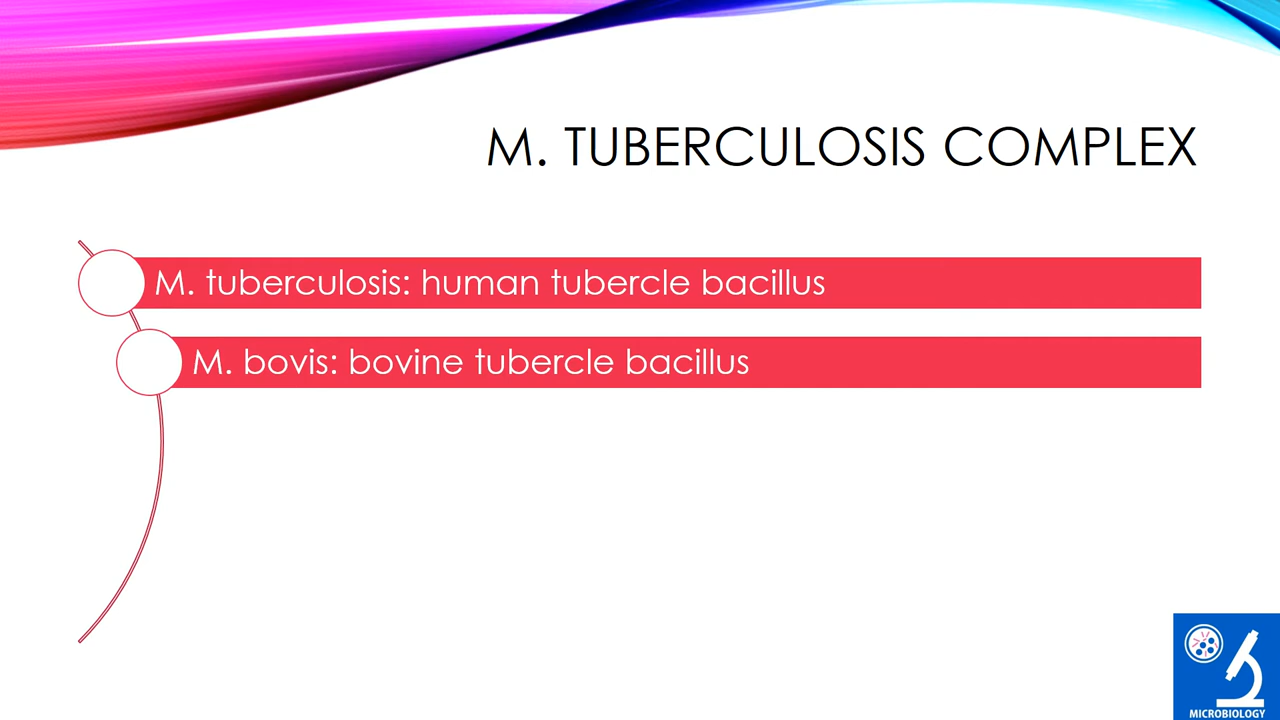 M. TUBERCULOSIS COMPLEX
M. tuberculosis: human tubercle bacillus
M. bovis: bovine tubercle bacillus
MICROBIOLOGY